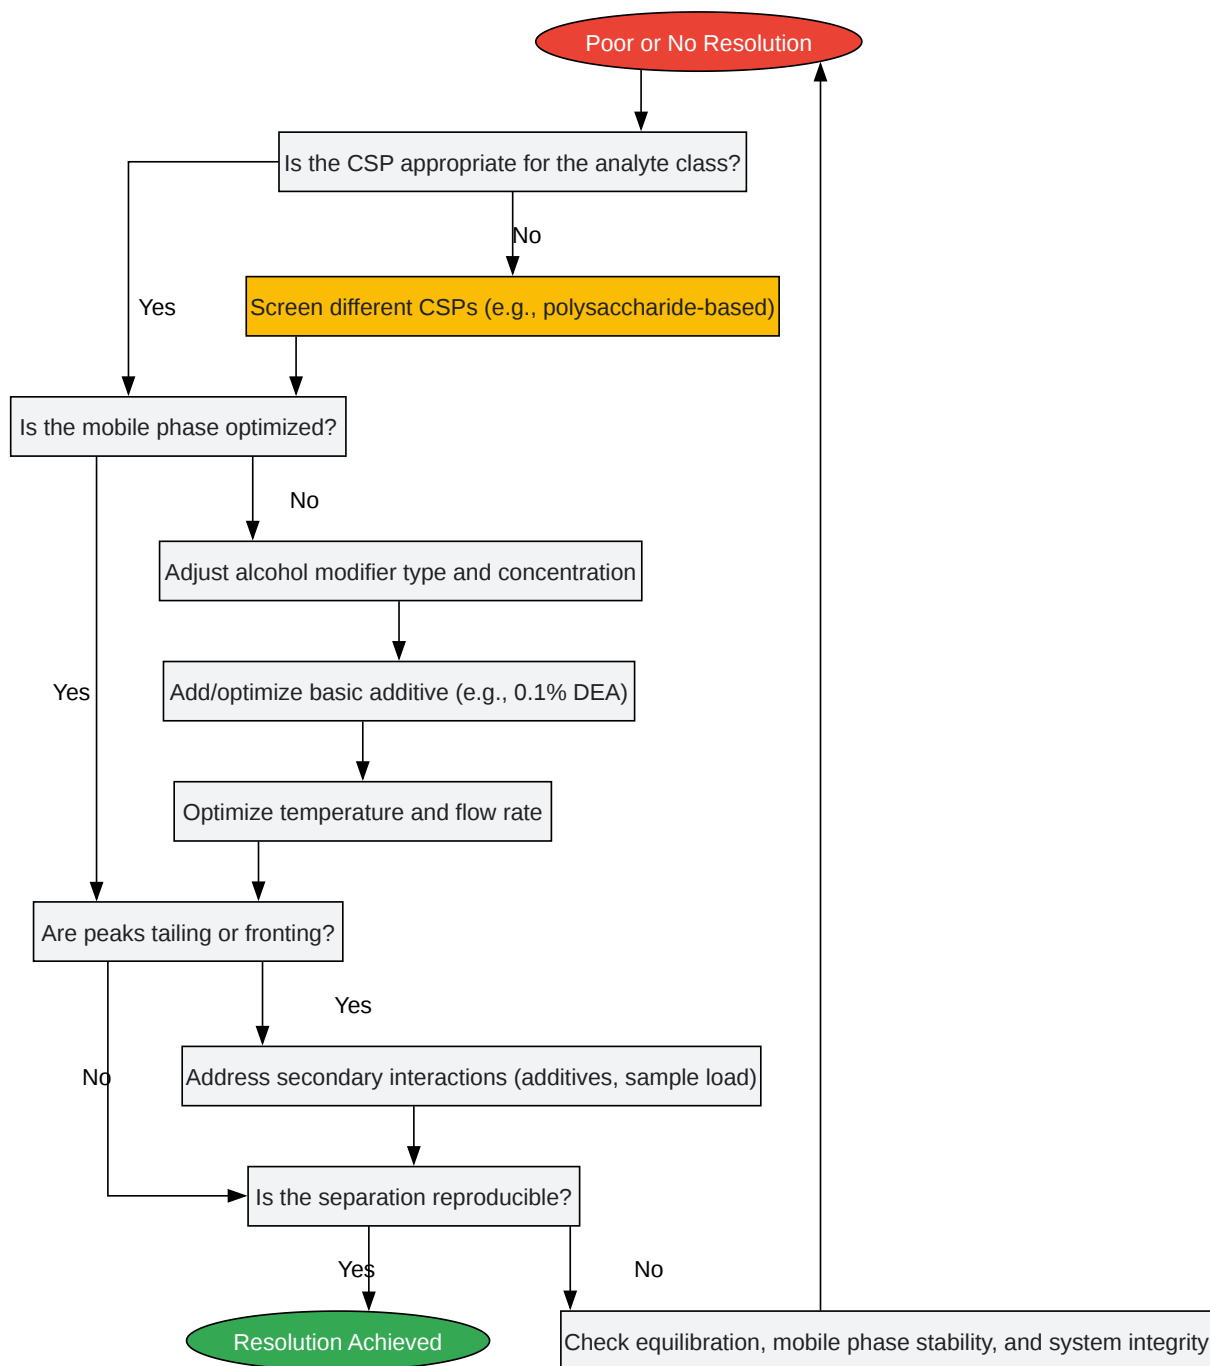 Poor or No Resolution
Is the CSP appropriate for the analyte class?
No
Yes
Screen different CSPs (e.g., polysaccharide-based)
Is the mobile phase optimized?
No
Adjust alcohol modifier type and concentration
Yes
Add/optimize basic additive (e.g., 0.1% DEA)
Optimize temperature and flow rate
Are peaks tailing or fronting?
Yes
No
Address secondary interactions (additives, sample load)
Is the separation reproducible?
Yes
No
Resolution Achieved
Check equilibration, mobile phase stability, and system integrity